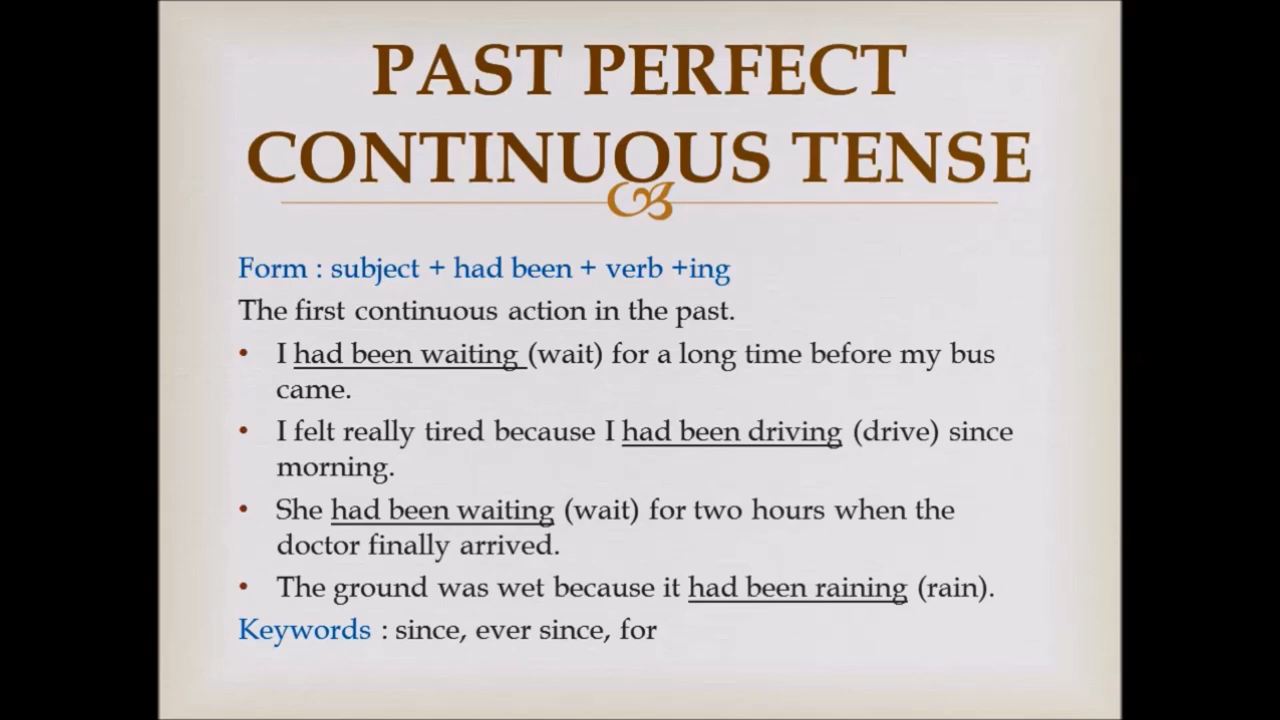 PAST PERFECT
CONTINUOUS TENSE
Form : subject + had been + verb +ing
The first continuous action in the past.
• I had been waiting (wait) for a long time before my bus
came.
• I felt really tired because I had been driving (drive) since
morning.
• She had been waiting (wait) for two hours when the
doctor finally arrived.
• The ground was wet because it had been raining (rain).
Keywords : since, ever since, for